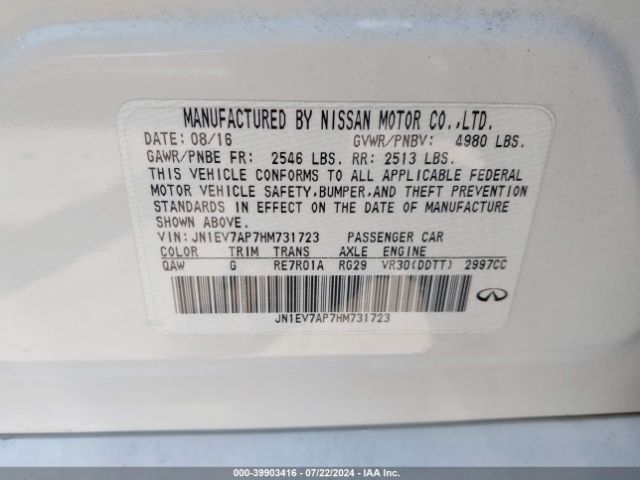 MANUFACTURED BY NISSAN MOTOR CO.,LTD.
DATE: 08/16 GVWR/PNBV: 4980 LBS.
GAWR/PNBE FR: 2546 LBS. RR: 2513 LBS.
THIS VEHICLE CONFORMS TO ALL APPLICABLE FEDERAL
MOTOR VEHICLE SAFETY,BUMPER,AND THEFT PREVENTION
STANDARDS IN EFFECT ON THE DATE OF MANUFACTURE
SHOWN ABOVE.
VIN: JN1EV7AP7HM731723 PASSENGER CAR
COLOR TRIM TRANS AXLE ENGINE
QAW G RE7R01A RG29 VR30(DDTT) 2997CC
JN1EV7AP7HM731723
000-39903416 - 07/22/2024 - IAA Inc.